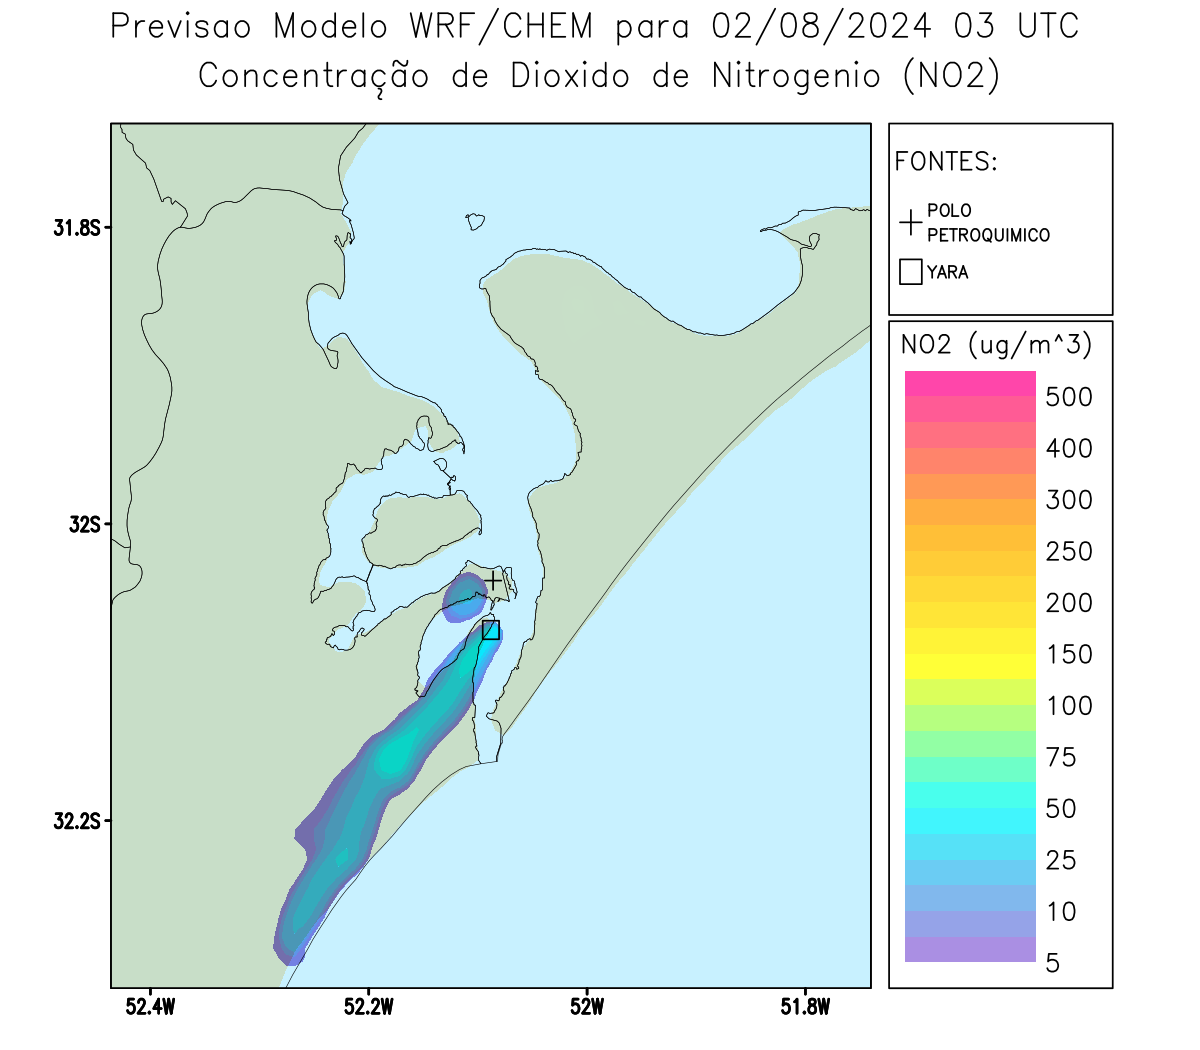 Previsao Modelo WRF/CHEM para 02/08/2024 03 UTC
Concentração de Dioxido de Nitrogenio (NO2)
FONTES:
POLO
PETROQUIMICO
YARA
NO2 (ug/m^3)
500
400
300
250
200
150
100
75
50
25
10
5
31.8S
32S
32.2S
52.4W
52.2W
52W
51.8W